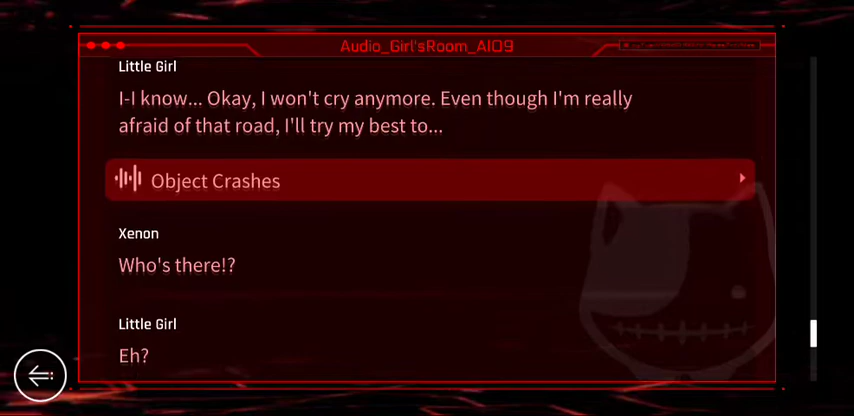 Audio_Girl'sRoom_A109
Little Girl
I-I know... Okay, I won't cry anymore. Even though I'm really
afraid of that road, I'll try my best to...
Object Crashes
Xenon
Who's there!?
Little Girl
Eh?